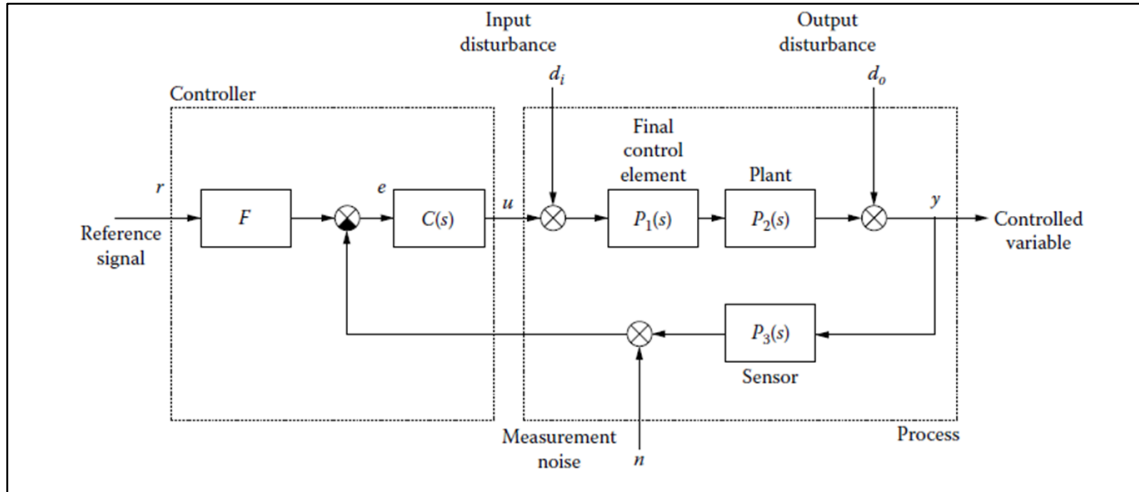 Input
disturbance
d_i
Output
disturbance
d_o
Controller
Final
control
element
Plant
r
e
u
y
F
C(s)
P_1(s)
P_2(s)
Reference
signal
Controlled
variable
P_3(s)
Sensor
Measurement
noise
n
Process